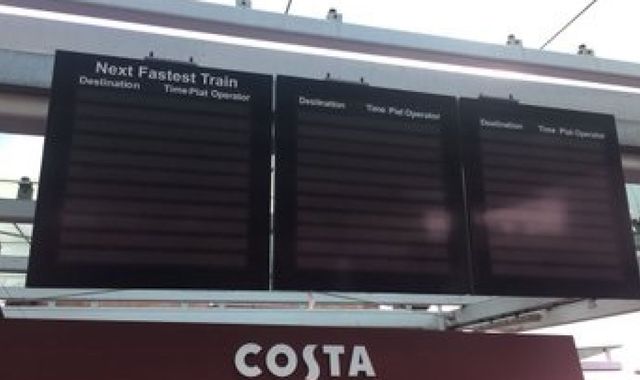 Next Fastest Train
Destination Time Plat Operator
Destination Time Plat Operator
Destination Time Plat Operator
COSTA